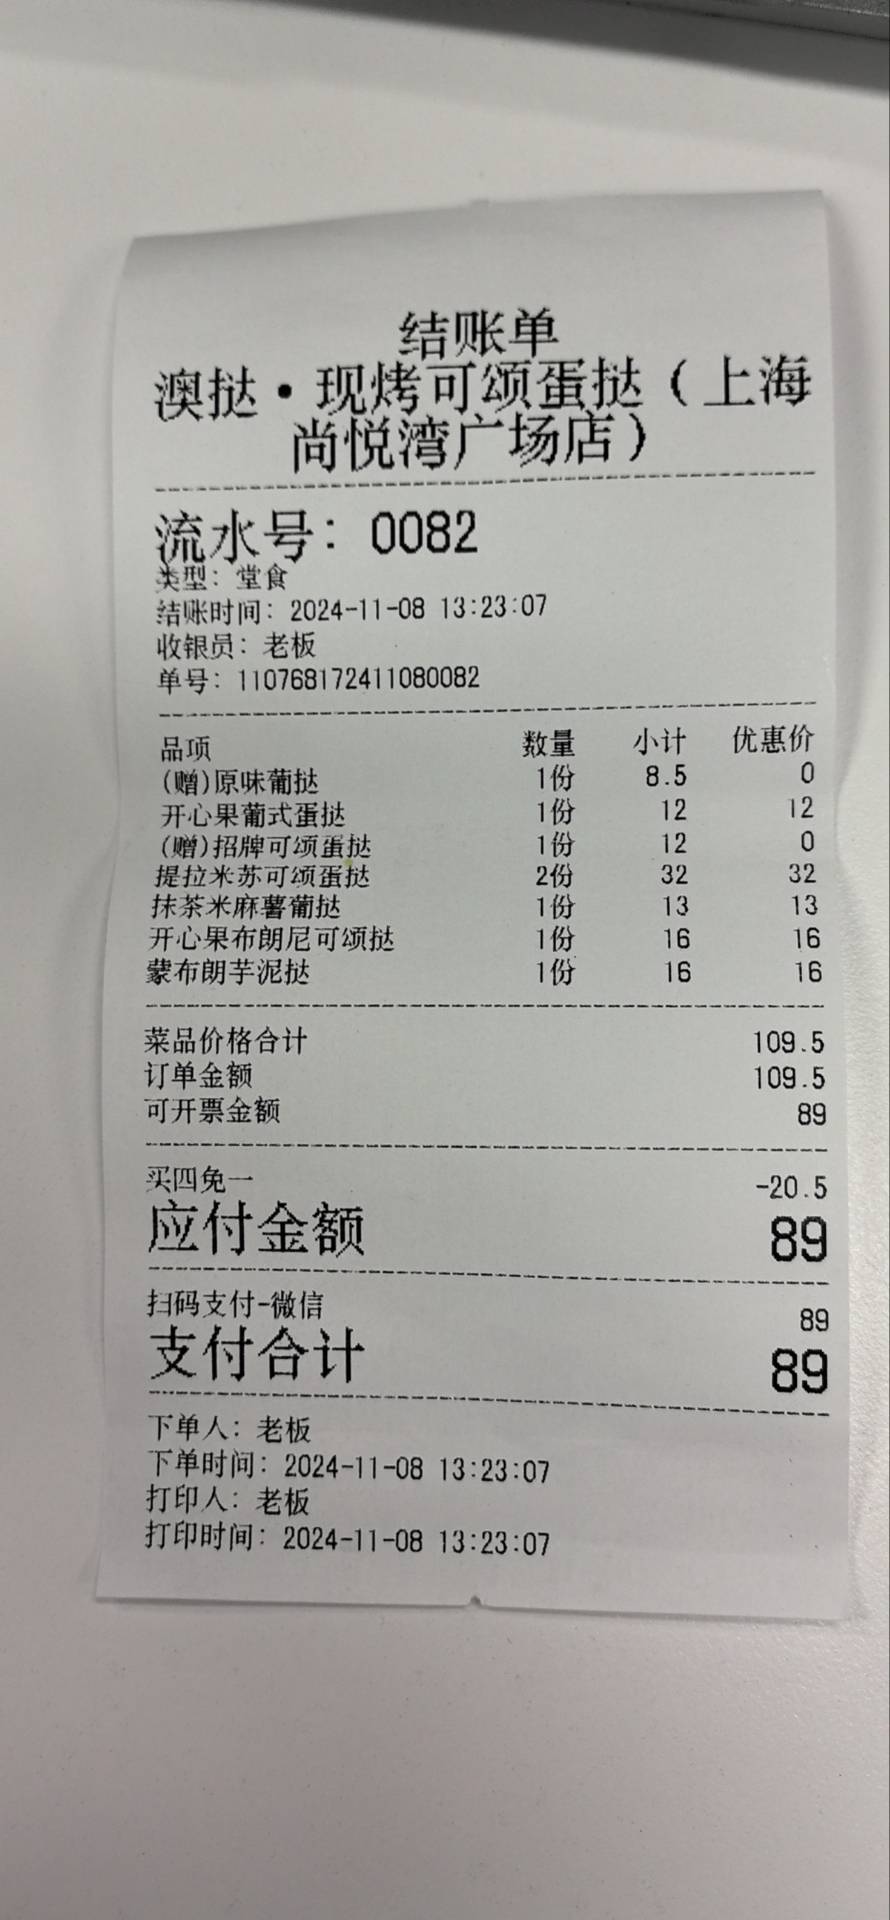 结账单
澳挞·现烤可颂蛋挞(上海
尚悦湾广场店)
流水号: 0082
类型: 堂食
结账时间: 2024-11-08 13:23:07
收银员: 老板
单号: 110768172411080082
品项 数量 小计 优惠价
(赠)原味葡挞 1份 8.5 0
开心果葡式蛋挞 1份 12 12
(赠)招牌可颂蛋挞 1份 12 0
提拉米苏可颂蛋挞 2份 32 32
抹茶米麻薯葡挞 1份 13 13
开心果布朗尼可颂挞 1份 16 16
蒙布朗芋泥挞 1份 16 16
菜品价格合计 109.5
订单金额 109.5
可开票金额 89
买四免一 -20.5
应付金额 89
扫码支付-微信 89
支付合计 89
下单人: 老板
下单时间: 2024-11-08 13:23:07
打印人: 老板
打印时间: 2024-11-08 13:23:07